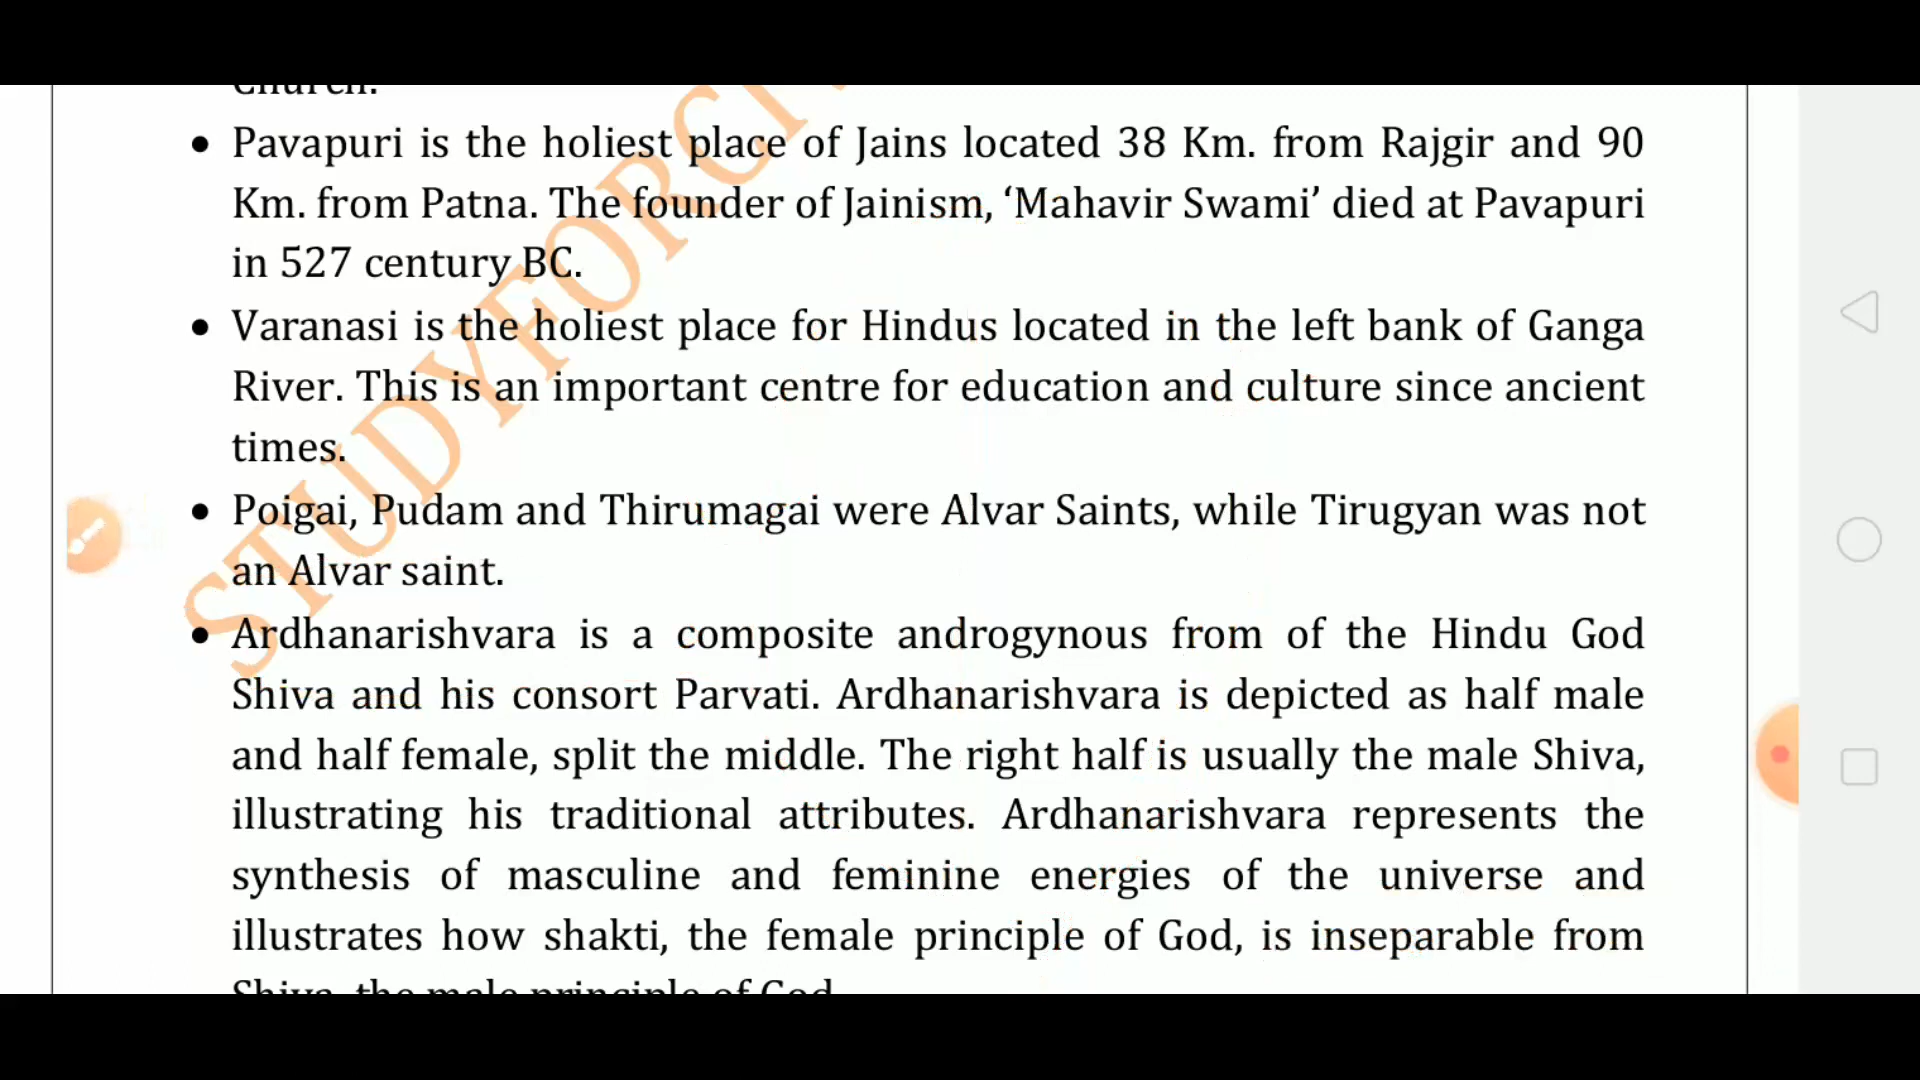 Church.
• Pavapuri is the holiest place of Jains located 38 Km. from Rajgir and 90
Km. from Patna. The founder of Jainism, ‘Mahavir Swami’ died at Pavapuri
in 527 century BC.
• Varanasi is the holiest place for Hindus located in the left bank of Ganga
River. This is an important centre for education and culture since ancient
times.
• Poigai, Pudam and Thirumagai were Alvar Saints, while Tirugyan was not
an Alvar saint.
• Ardhanarishvara is a composite androgynous from of the Hindu God
Shiva and his consort Parvati. Ardhanarishvara is depicted as half male
and half female, split the middle. The right half is usually the male Shiva,
illustrating his traditional attributes. Ardhanarishvara represents the
synthesis of masculine and feminine energies of the universe and
illustrates how shakti, the female principle of God, is inseparable from
Shiva, the male principle of God.